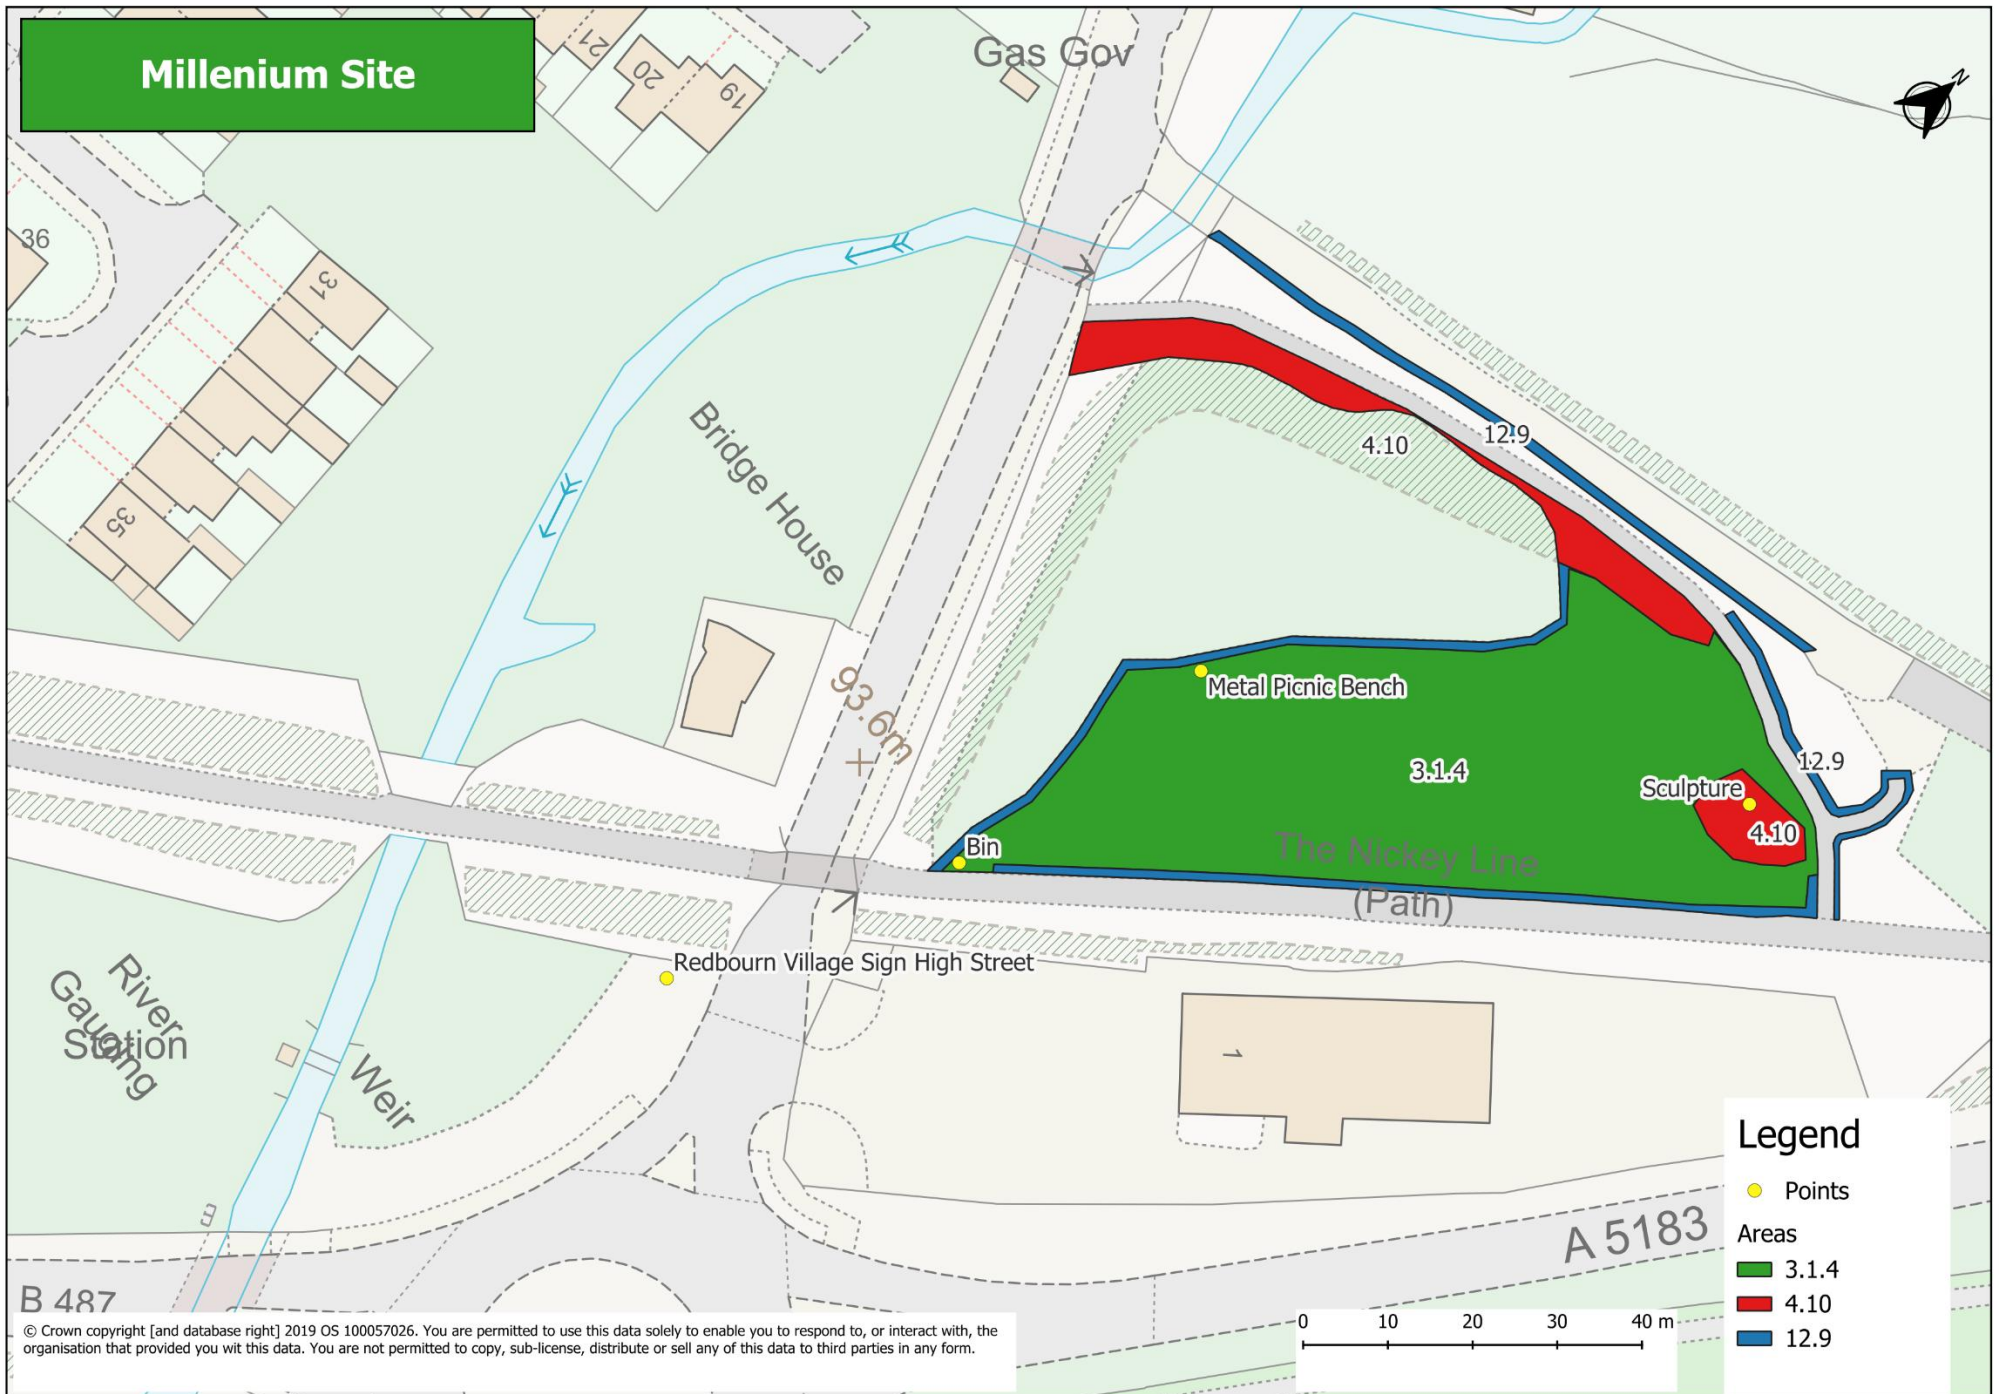 Millenium Site
21
20
19
Gas Gov
N
36
31
35
Bridge House
4.10
12.9
93.6m
Metal Picnic Bench
3.1.4
12.9
Sculpture
4.10
Bin
The Nickey Line
(Path)
Redbourn Village Sign High Street
River
Gauging
Station
Weir
1
A 5183
B 487
Legend
Points
Areas
3.1.4
4.10
12.9
0 10 20 30 40 m
© Crown copyright [and database right] 2019 OS 100057026. You are permitted to use this data solely to enable you to respond to, or interact with, the
organisation that provided you wit this data. You are not permitted to copy, sub-license, distribute or sell any of this data to third parties in any form.